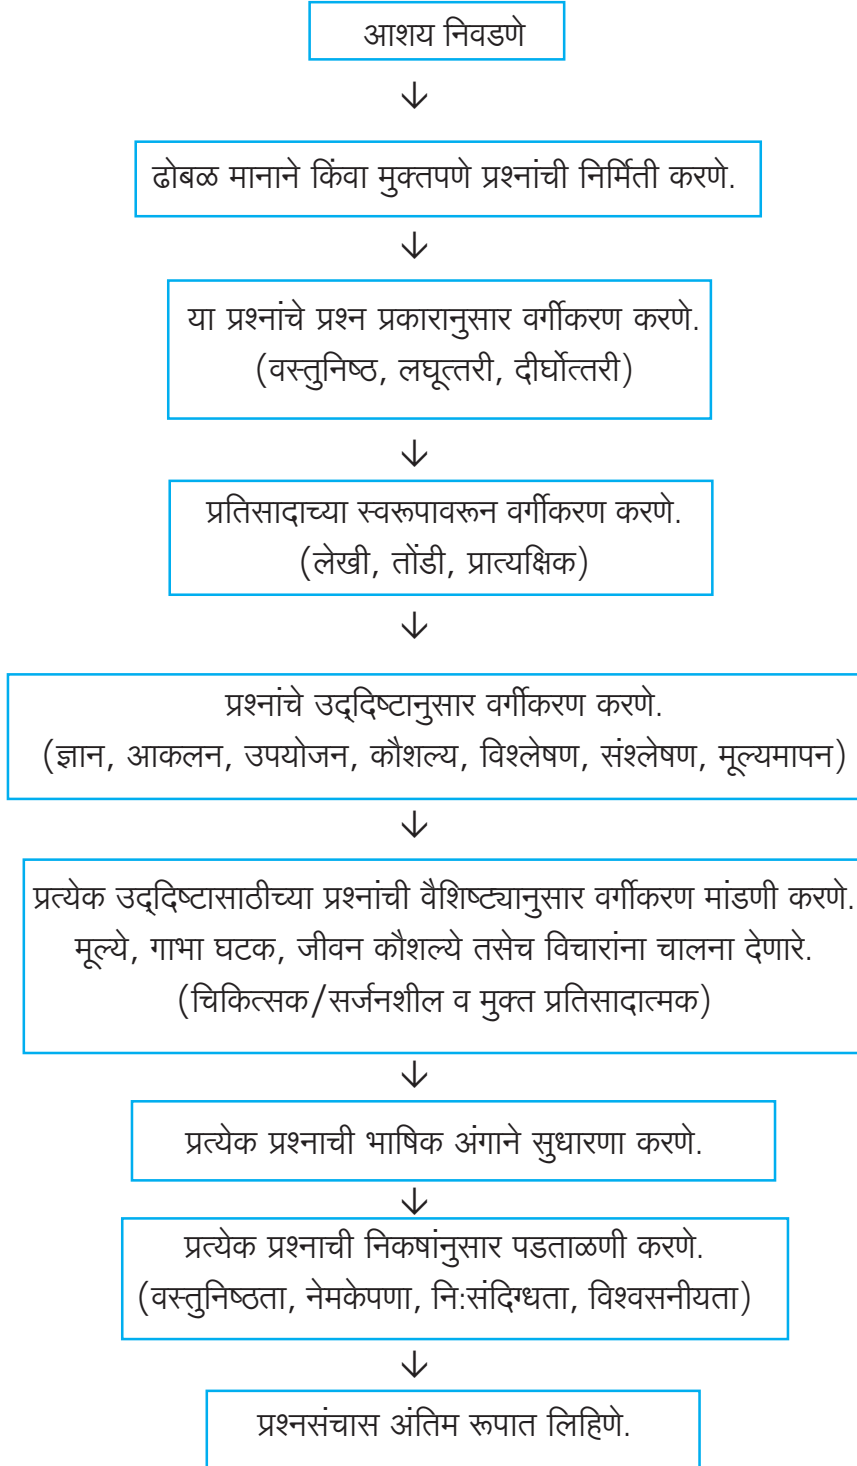 आशय निवडणे
ढोबळ मानाने किंवा मुक्तपणे प्रश्नांची निर्मिती करणे.
या प्रश्नांचे प्रश्न प्रकारानुसार वर्गीकरण करणे.
(वस्तुनिष्ठ, लघूत्तरी, दीर्घोत्तरी)
प्रतिसादाच्या स्वरूपावरून वर्गीकरण करणे.
(लेखी, तोंडी, प्रात्यक्षिक)
प्रश्नांचे उद्‌दिष्टानुसार वर्गीकरण करणे.
(ज्ञान, आकलन, उपयोजन, कौशल्य, विश्लेषण, संश्लेषण, मूल्यमापन)
प्रत्येक उद्‌दिष्टासाठीच्या प्रश्नांची वैशिष्ट्यानुसार वर्गीकरण मांडणी करणे.
मूल्ये, गाभा घटक, जीवन कौशल्ये तसेच विचारांना चालना देणारे.
(चिकित्सक/सर्जनशील व मुक्त प्रतिसादात्मक)
प्रत्येक प्रश्नाची भाषिक अंगाने सुधारणा करणे.
प्रत्येक प्रश्नाची निकषांनुसार पडताळणी करणे.
(वस्तुनिष्ठता, नेमकेपणा, नि:संदिग्धता, विश्वसनीयता)
प्रश्नसंचास अंतिम रूपात लिहिणे.